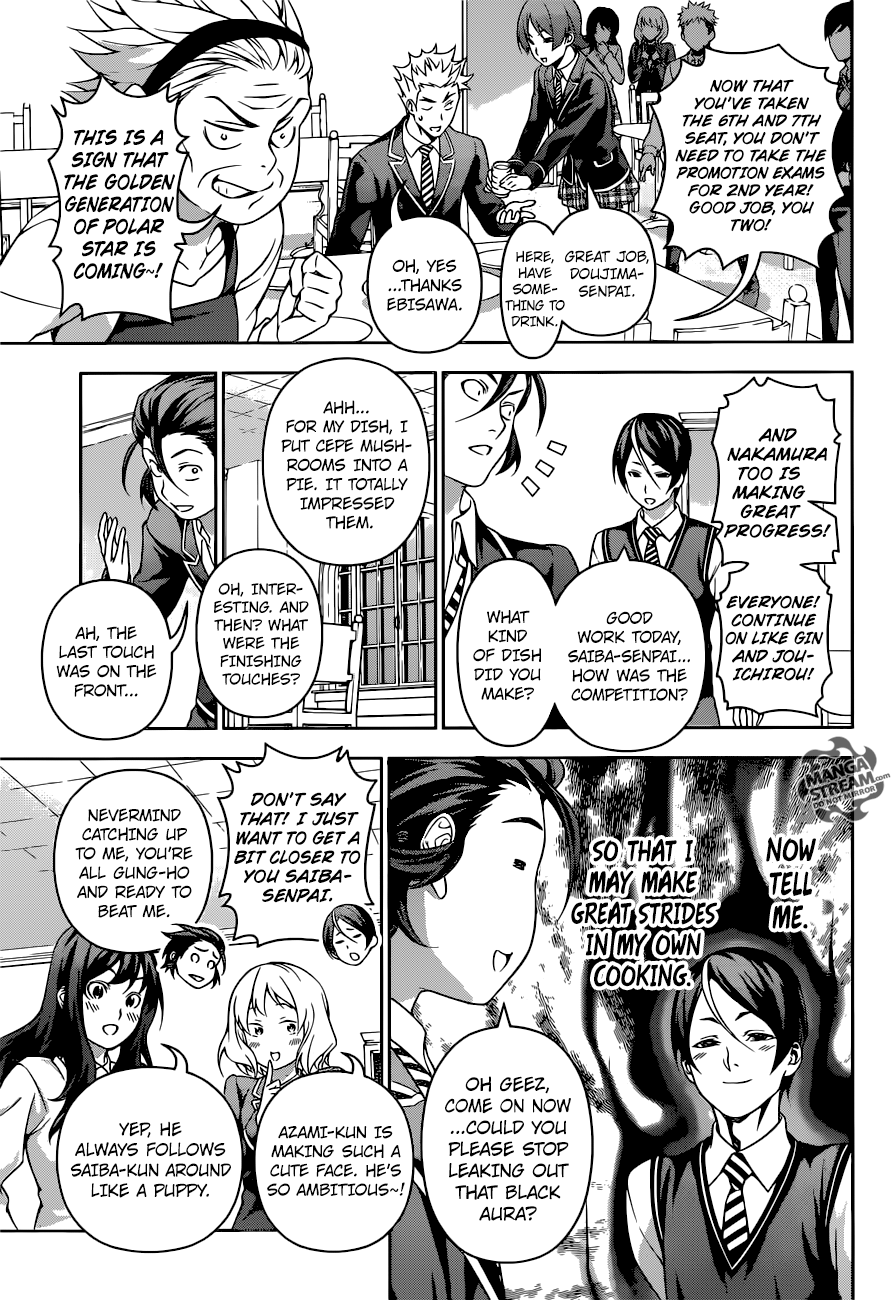 NOW THAT
YOU'VE TAKEN
THE 6TH AND 7TH
SEAT, YOU DON'T
NEED TO TAKE THE
PROMOTION EXAMS
FOR 2ND YEAR!
GOOD JOB, YOU
TWO!
GREAT JOB,
DOUJIMA-
SENPAI.
HERE,
HAVE
SOME-
THING TO
DRINK.
OH, YES
...THANKS
EBISAWA.
THIS IS A
SIGN THAT
THE GOLDEN
GENERATION
OF POLAR
STAR IS
COMING~!
AND
NAKAMURA
TOO IS
MAKING
GREAT
PROGRESS!
EVERYONE!
CONTINUE
ON LIKE GIN
AND JOU-
ICHIROU!
GOOD
WORK TODAY,
SAIBA-SENPAI...
HOW WAS THE
COMPETITION?
WHAT
KIND
OF DISH
DID YOU
MAKE?
AHH...
FOR MY DISH, I
PUT CEPE MUSH-
ROOMS INTO A
PIE. IT TOTALLY
IMPRESSED
THEM.
OH, INTER-
ESTING. AND
THEN? WHAT
WERE THE
FINISHING
TOUCHES?
AH, THE
LAST TOUCH
WAS ON THE
FRONT...
MANGA
STREAM.com
DO NOT MIRROR!
NOW
TELL
ME.
SO THAT I
MAY MAKE
GREAT STRIDES
IN MY OWN
COOKING.
OH GEEZ,
COME ON NOW
...COULD YOU
PLEASE STOP
LEAKING OUT
THAT BLACK
AURA?
DON'T SAY
THAT! I JUST
WANT TO GET A
BIT CLOSER TO
YOU SAIBA-
SENPAI.
NEVERMIND
CATCHING UP
TO ME, YOU'RE
ALL GUNG-HO
AND READY TO
BEAT ME.
AZAMI-KUN IS
MAKING SUCH A
CUTE FACE. HE'S
SO AMBITIOUS~!
YEP, HE
ALWAYS FOLLOWS
SAIBA-KUN AROUND
LIKE A PUPPY.